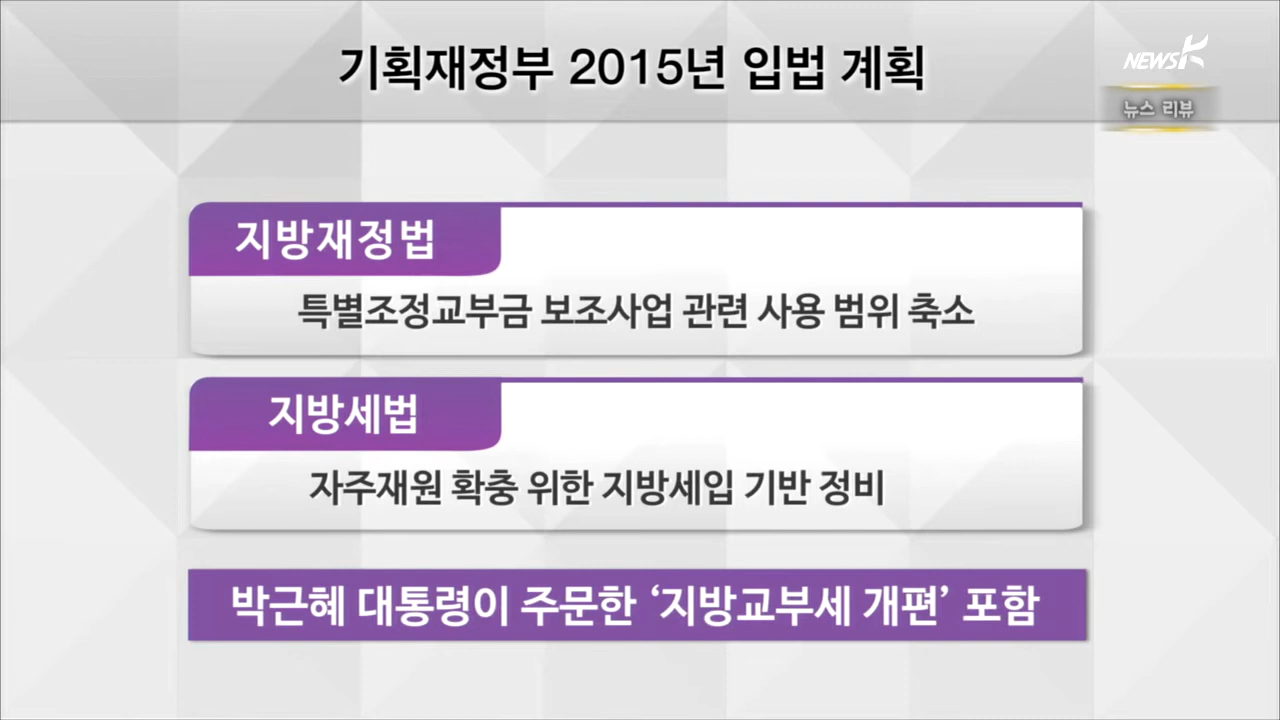 기획재정부 2015년 입법 계획
NEWSK
뉴스 리뷰
지방재정법
특별조정교부금 보조사업 관련 사용 범위 축소
지방세법
자주재원 확충 위한 지방세입 기반 정비
박근혜 대통령이 주문한 ‘지방교부세 개편’ 포함